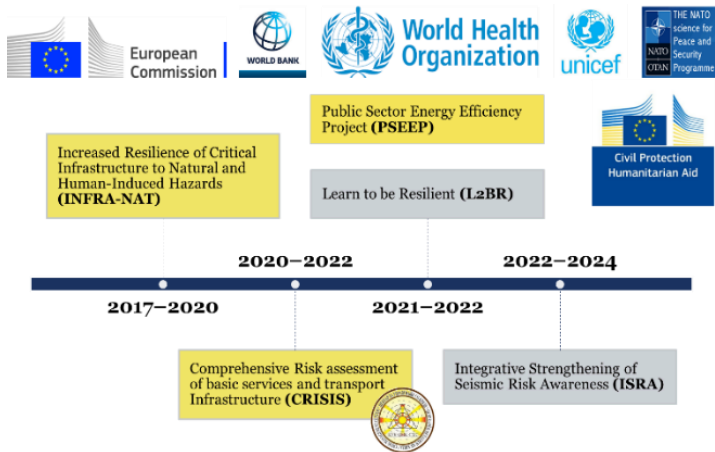 European
Commission
WORLD BANK
World Health
Organization
unicef
NATO
OTAN
THE NATO
science for
Peace and
Security
Programme
Public Sector Energy Efficiency
Project (PSEEP)
Civil Protection
Humanitarian Aid
Increased Resilience of Critical
Infrastructure to Natural and
Human-Induced Hazards
(INFRA-NAT)
Learn to be Resilient (L2BR)
2020–2022
2022–2024
2017–2020
2021–2022
Comprehensive Risk assessment
of basic services and transport
Infrastructure (CRISIS)
Integrative Strengthening of
Seismic Risk Awareness (ISRA)